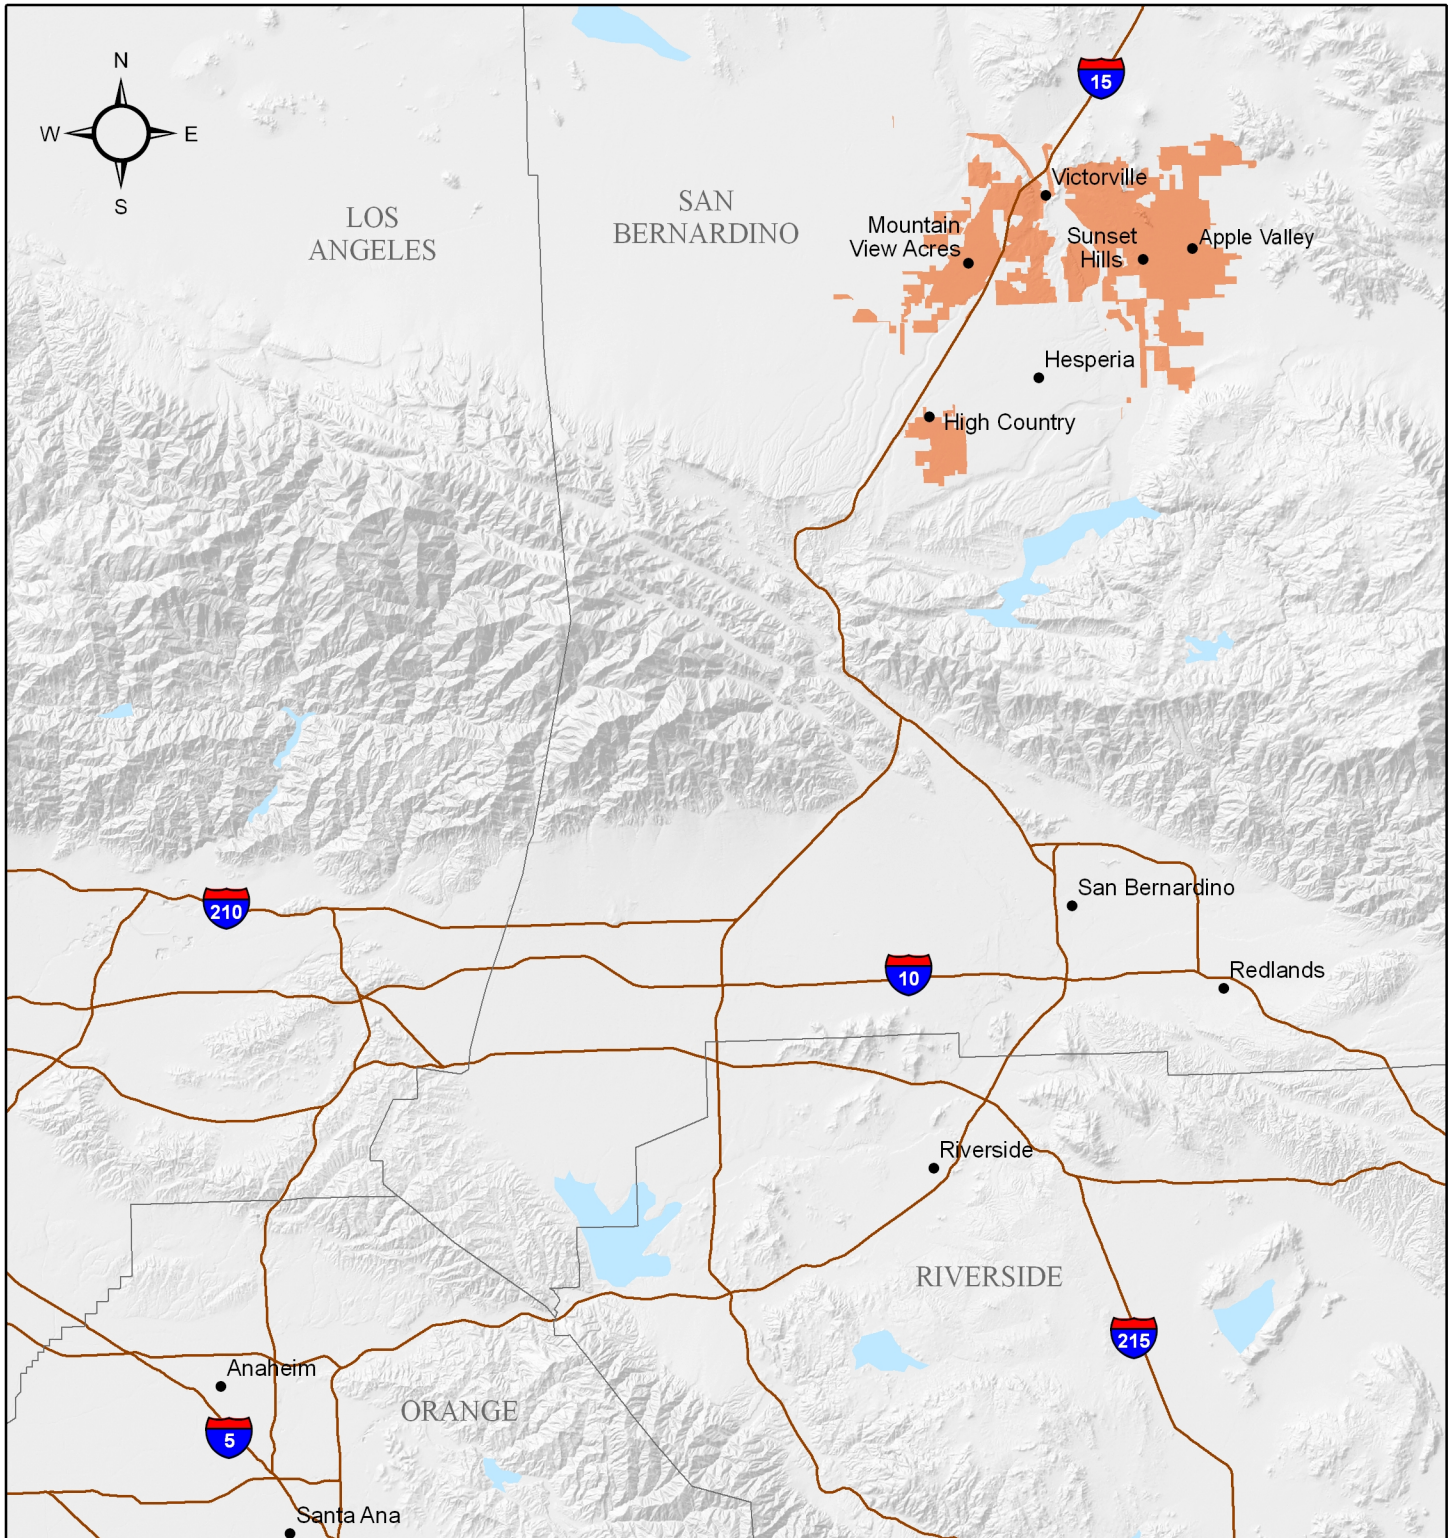 N
W
E
S
15
LOS
ANGELES
SAN
BERNARDINO
Victorville
Mountain
View Acres
Sunset
Hills
Apple Valley
Hesperia
High Country
210
San Bernardino
10
Redlands
Riverside
RIVERSIDE
215
Anaheim
ORANGE
5
Santa Ana